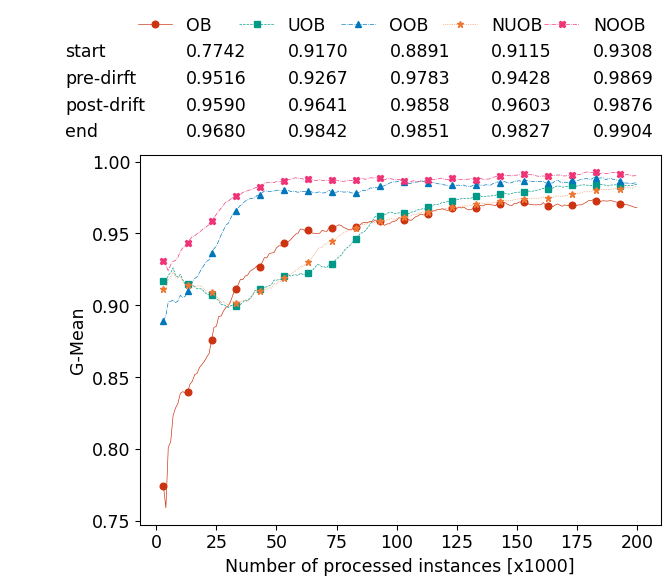 OB UOB OOB NUOB NOOB
start 0.7742 0.9170 0.8891 0.9115 0.9308
pre-dirft 0.9516 0.9267 0.9783 0.9428 0.9869
post-drift 0.9590 0.9641 0.9858 0.9603 0.9876
end 0.9680 0.9842 0.9851 0.9827 0.9904
1.00
0.95
0.90
0.85
0.80
0.75
G-Mean
0 25 50 75 100 125 150 175 200
Number of processed instances [x1000]